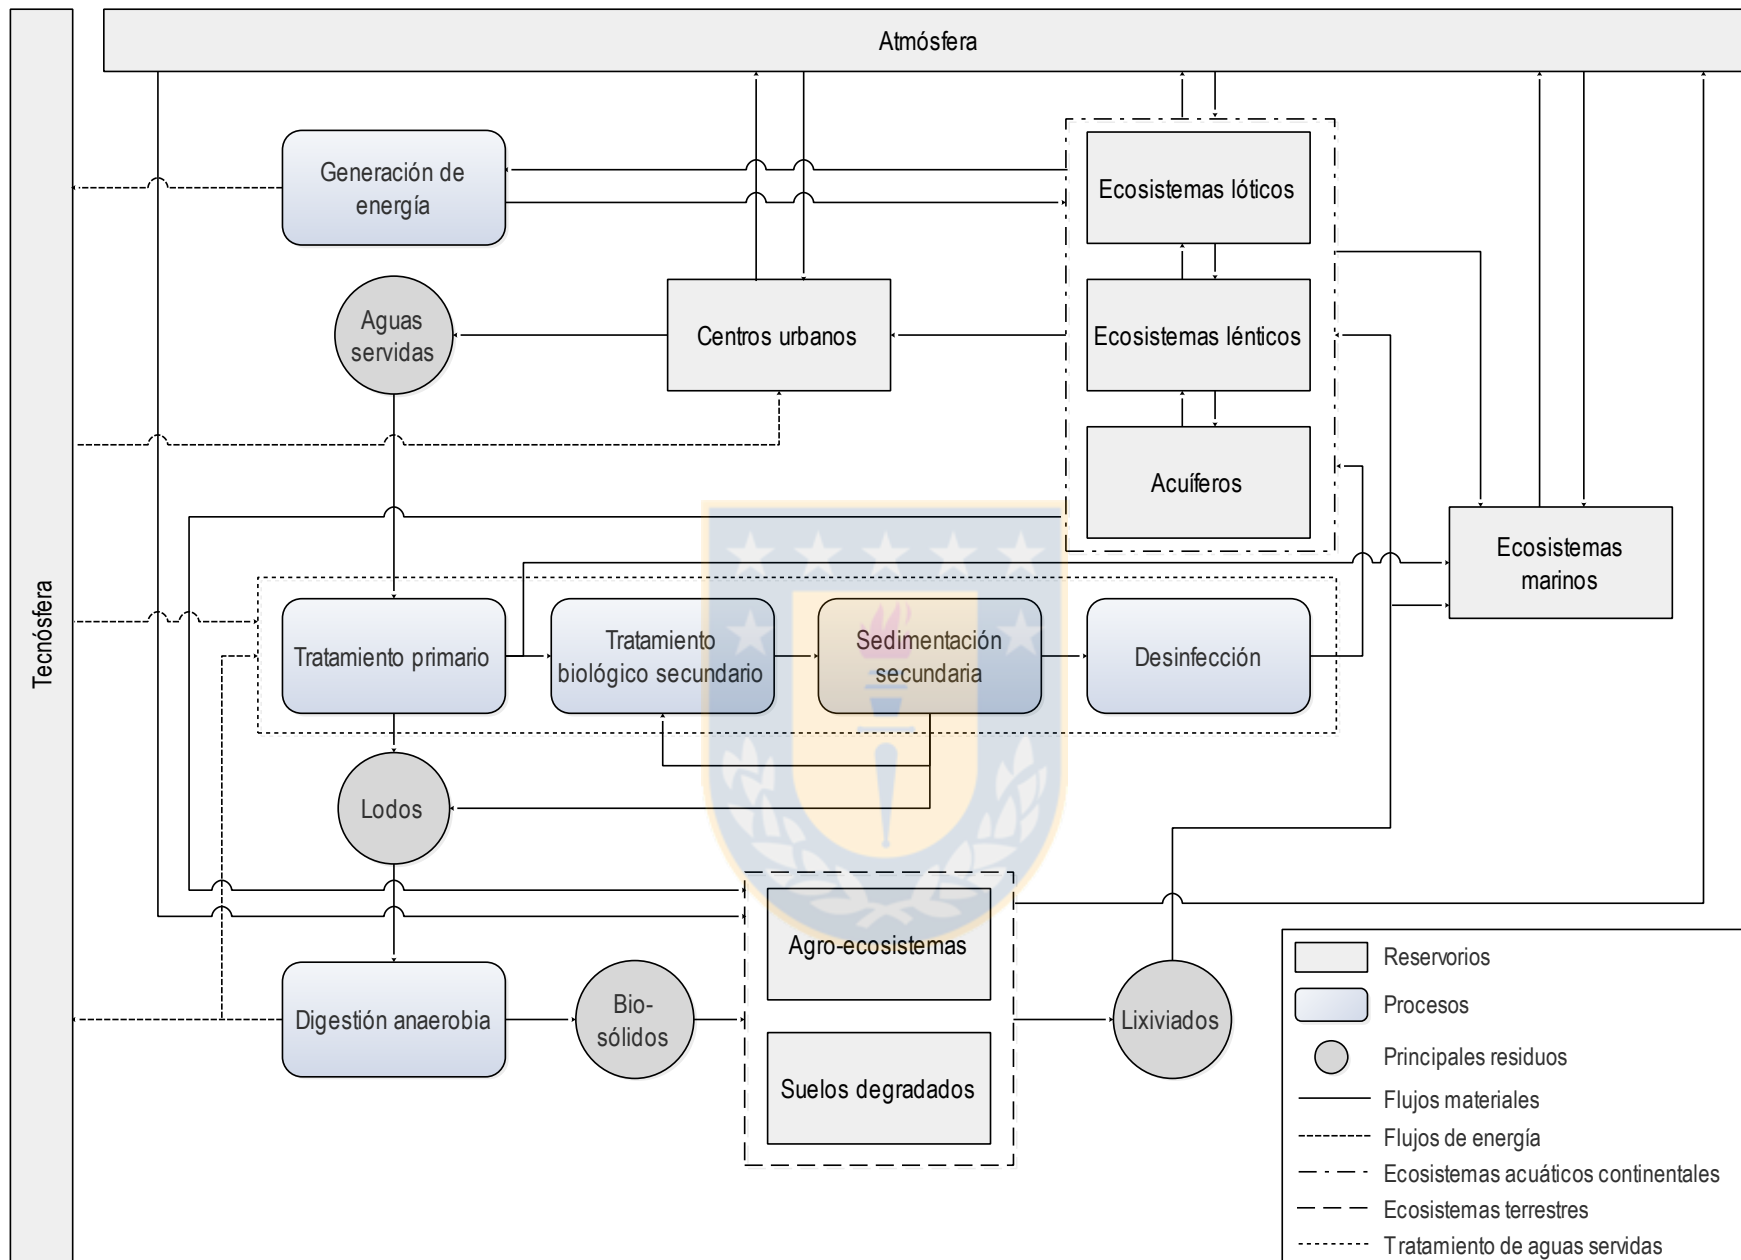 Atmósfera
Tecnósfera
Generación de
energía
Ecosistemas lóticos
Aguas
servidas
Centros urbanos
Ecosistemas lénticos
Acuíferos
Ecosistemas
marinos
Tratamiento primario
Tratamiento
biológico secundario
Sedimentación
secundaria
Desinfección
Lodos
Agro-ecosistemas
Digestión anaerobia
Bio-
sólidos
Lixiviados
Suelos degradados
Reservorios
Procesos
Principales residuos
Flujos materiales
Flujos de energía
Ecosistemas acuáticos continentales
Ecosistemas terrestres
Tratamiento de aguas servidas